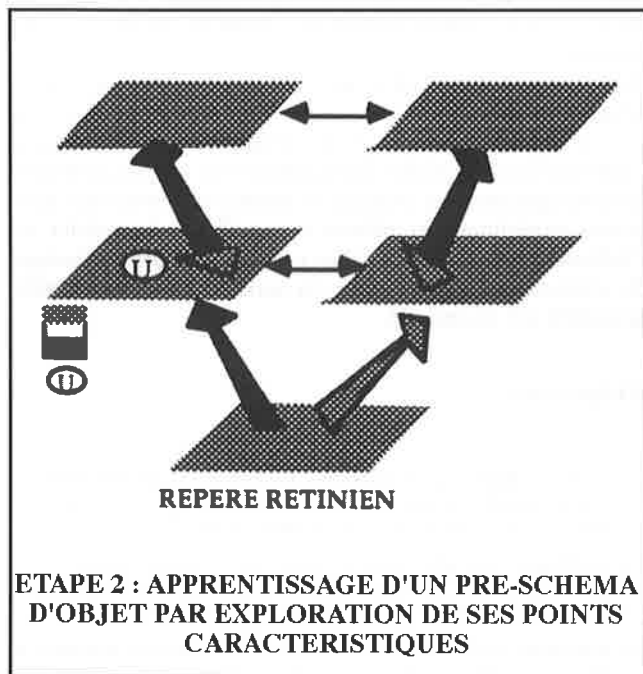 U
U
REPERE RETINIEN
ETAPE 2 : APPRENTISSAGE D'UN PRE-SCHEMA
D'OBJET PAR EXPLORATION DE SES POINTS
CARACTERISTIQUES